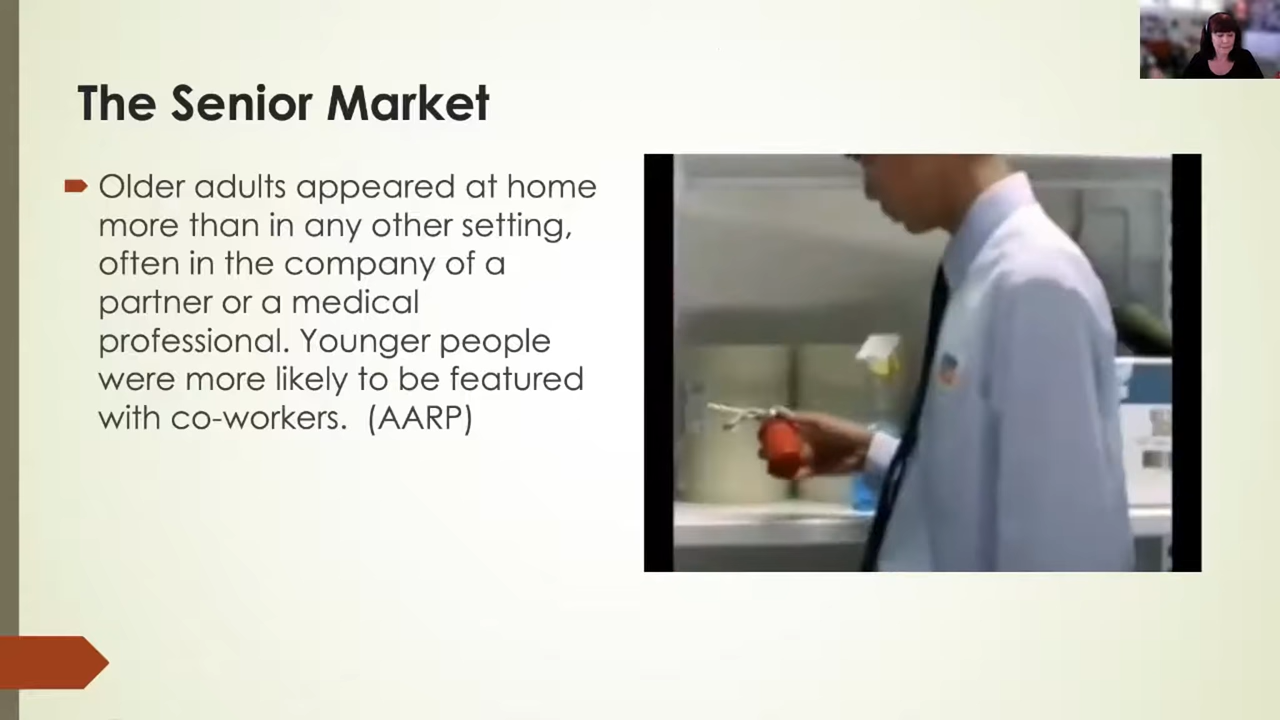 The Senior Market
Older adults appeared at home
more than in any other setting,
often in the company of a
partner or a medical
professional. Younger people
were more likely to be featured
with co-workers.  (AARP)